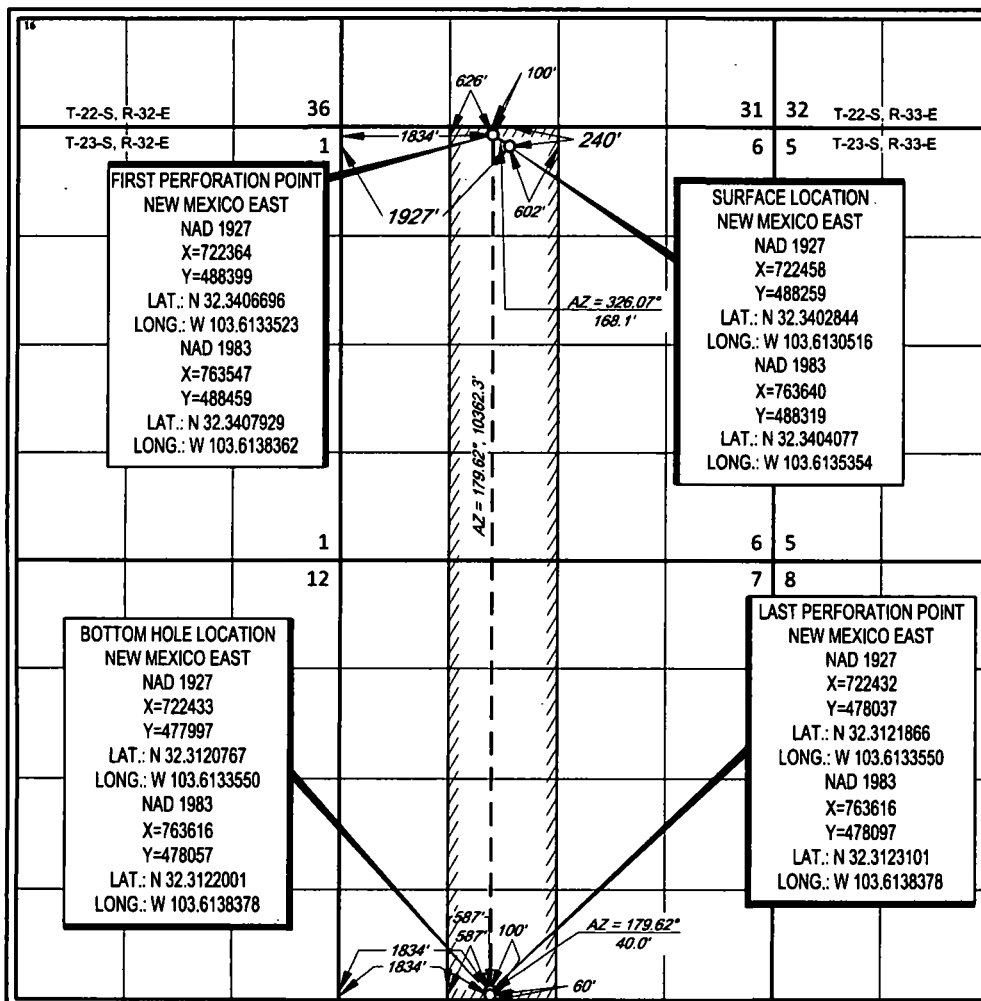 16
626'
100'
T-22-S, R-32-E
36
31
32
T-22-S, R-33-E
T-23-S, R-32-E
1
1834'
240'
6
5
T-23-S, R-33-E
FIRST PERFORATION POINT
NEW MEXICO EAST
NAD 1927
X=722364
Y=488399
LAT.: N 32.3406696
LONG.: W 103.6133523
NAD 1983
X=763547
Y=488459
LAT.: N 32.3407929
LONG.: W 103.6138362
1927'
602'
SURFACE LOCATION
NEW MEXICO EAST
NAD 1927
X=722458
Y=488259
LAT.: N 32.3402844
LONG.: W 103.6130516
NAD 1983
X=763640
Y=488319
LAT.: N 32.3404077
LONG.: W 103.6135354
AZ = 326.07°
168.1'
AZ = 179.62°, 10362.3'
1
6
5
12
7
8
BOTTOM HOLE LOCATION
NEW MEXICO EAST
NAD 1927
X=722433
Y=477997
LAT.: N 32.3120767
LONG.: W 103.6133550
NAD 1983
X=763616
Y=478057
LAT.: N 32.3122001
LONG.: W 103.6138378
LAST PERFORATION POINT
NEW MEXICO EAST
NAD 1927
X=722432
Y=478037
LAT.: N 32.3121866
LONG.: W 103.6133550
NAD 1983
X=763616
Y=478097
LAT.: N 32.3123101
LONG.: W 103.6138378
587'
587'
100'
AZ = 179.62°
40.0'
1834'
1834'
60'